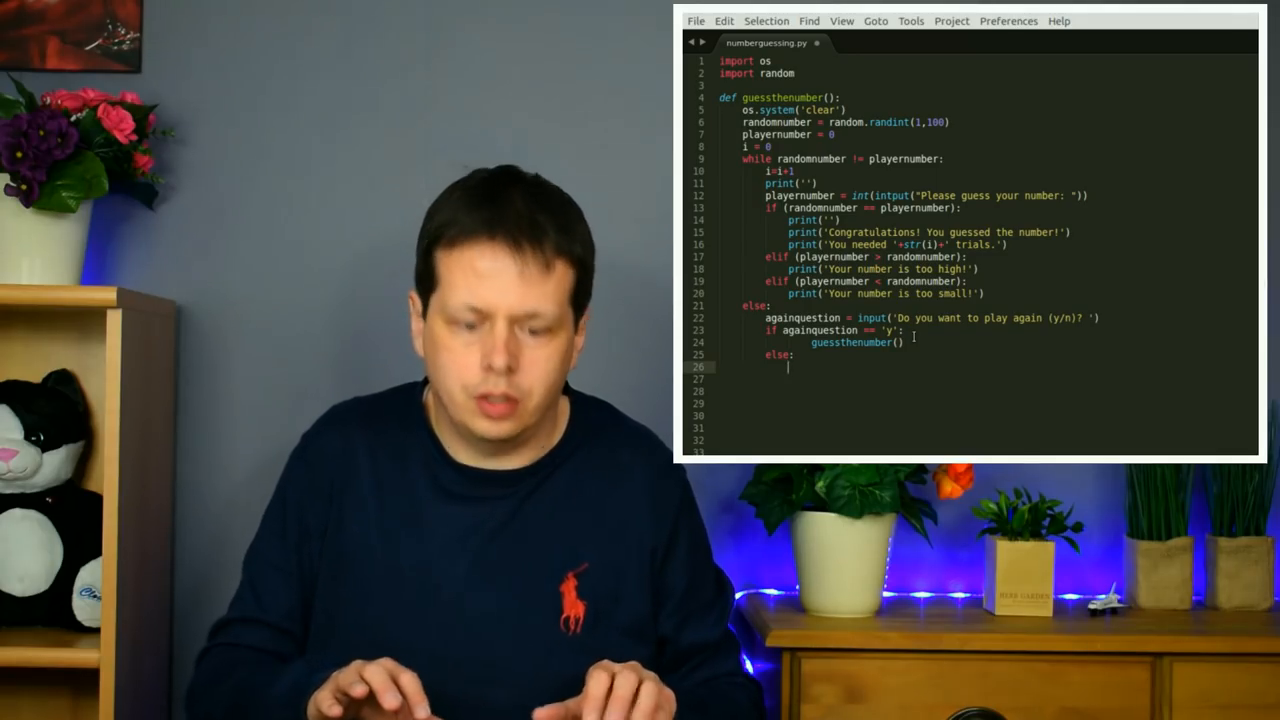 File Edit Selection Find View Goto Tools Project Preferences Help
numberguessing.py
1 import os
2 import random
3
4 def guessthenumber():
5 os.system('clear')
6 randomnumber = random.randint(1,100)
7 playernumber = 0
8 i = 0
9 while randomnumber != playernumber:
10 i=i+1
11 print('')
12 playernumber = int(intput("Please guess your number: "))
13 if (randomnumber == playernumber):
14 print('')
15 print('Congratulations! You guessed the number!')
16 print('You needed '+str(i)+' trials.')
17 elif (playernumber > randomnumber):
18 print('Your number is too high!')
19 elif (playernumber < randomnumber):
20 print('Your number is too small!')
21 else:
22 againquestion = input('Do you want to play again (y/n)? ')
23 if againquestion == 'y':
24 guessthenumber()
25 else:
26
27
28
29
30
31
32
33
HERB GARDEN